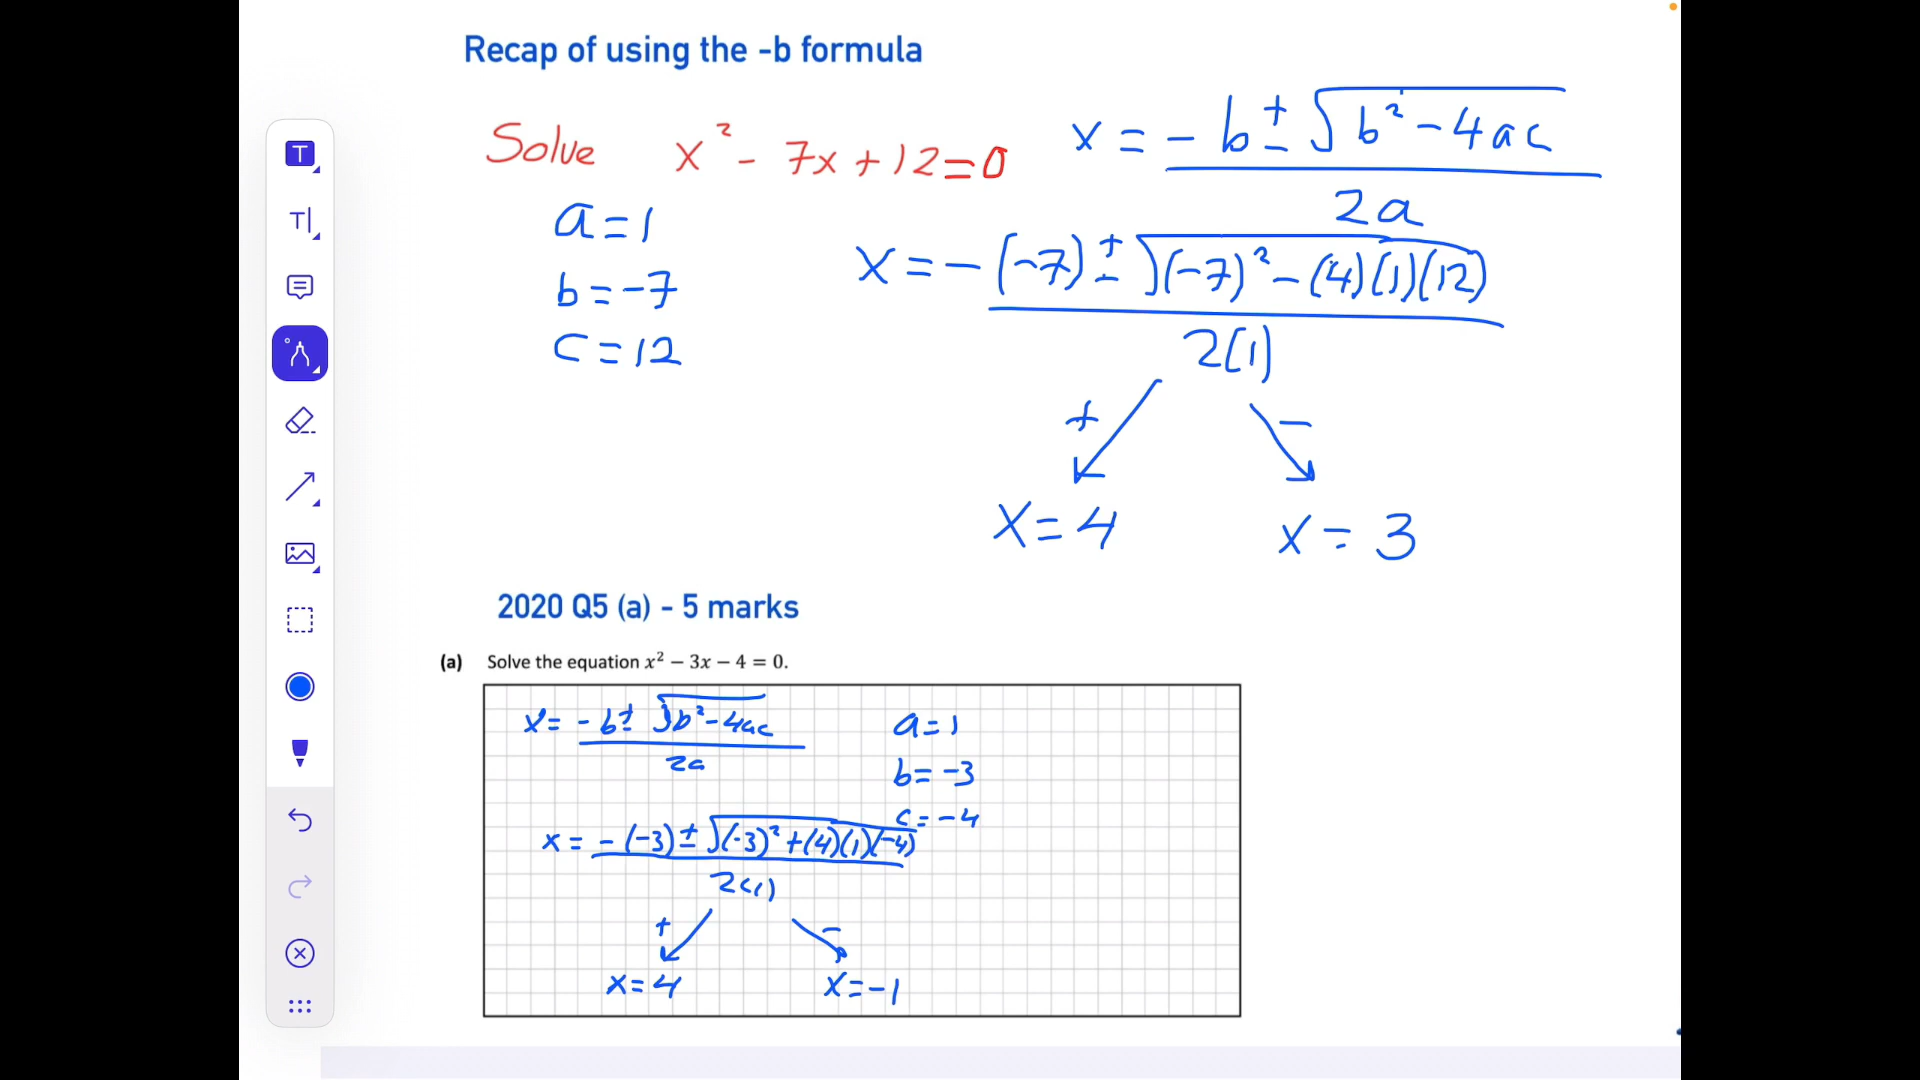 Recap of using the -b formula
Solve x² - 7x + 12 = 0
x = -b ± √b² - 4ac
2a
a = 1
b = -7
c = 12
x = -(-7) ± √(-7)² - (4)(1)(12)
2(1)
+ -
x = 4 x = 3
2020 Q5 (a) - 5 marks
(a) Solve the equation x² − 3x − 4 = 0.
x = -b ± √b² - 4ac
2a
a = 1
b = -3
c = -4
x = -(-3) ± √(-3)² + (4)(1)(-4)
2(1)
+ -
x = 4 x = -1